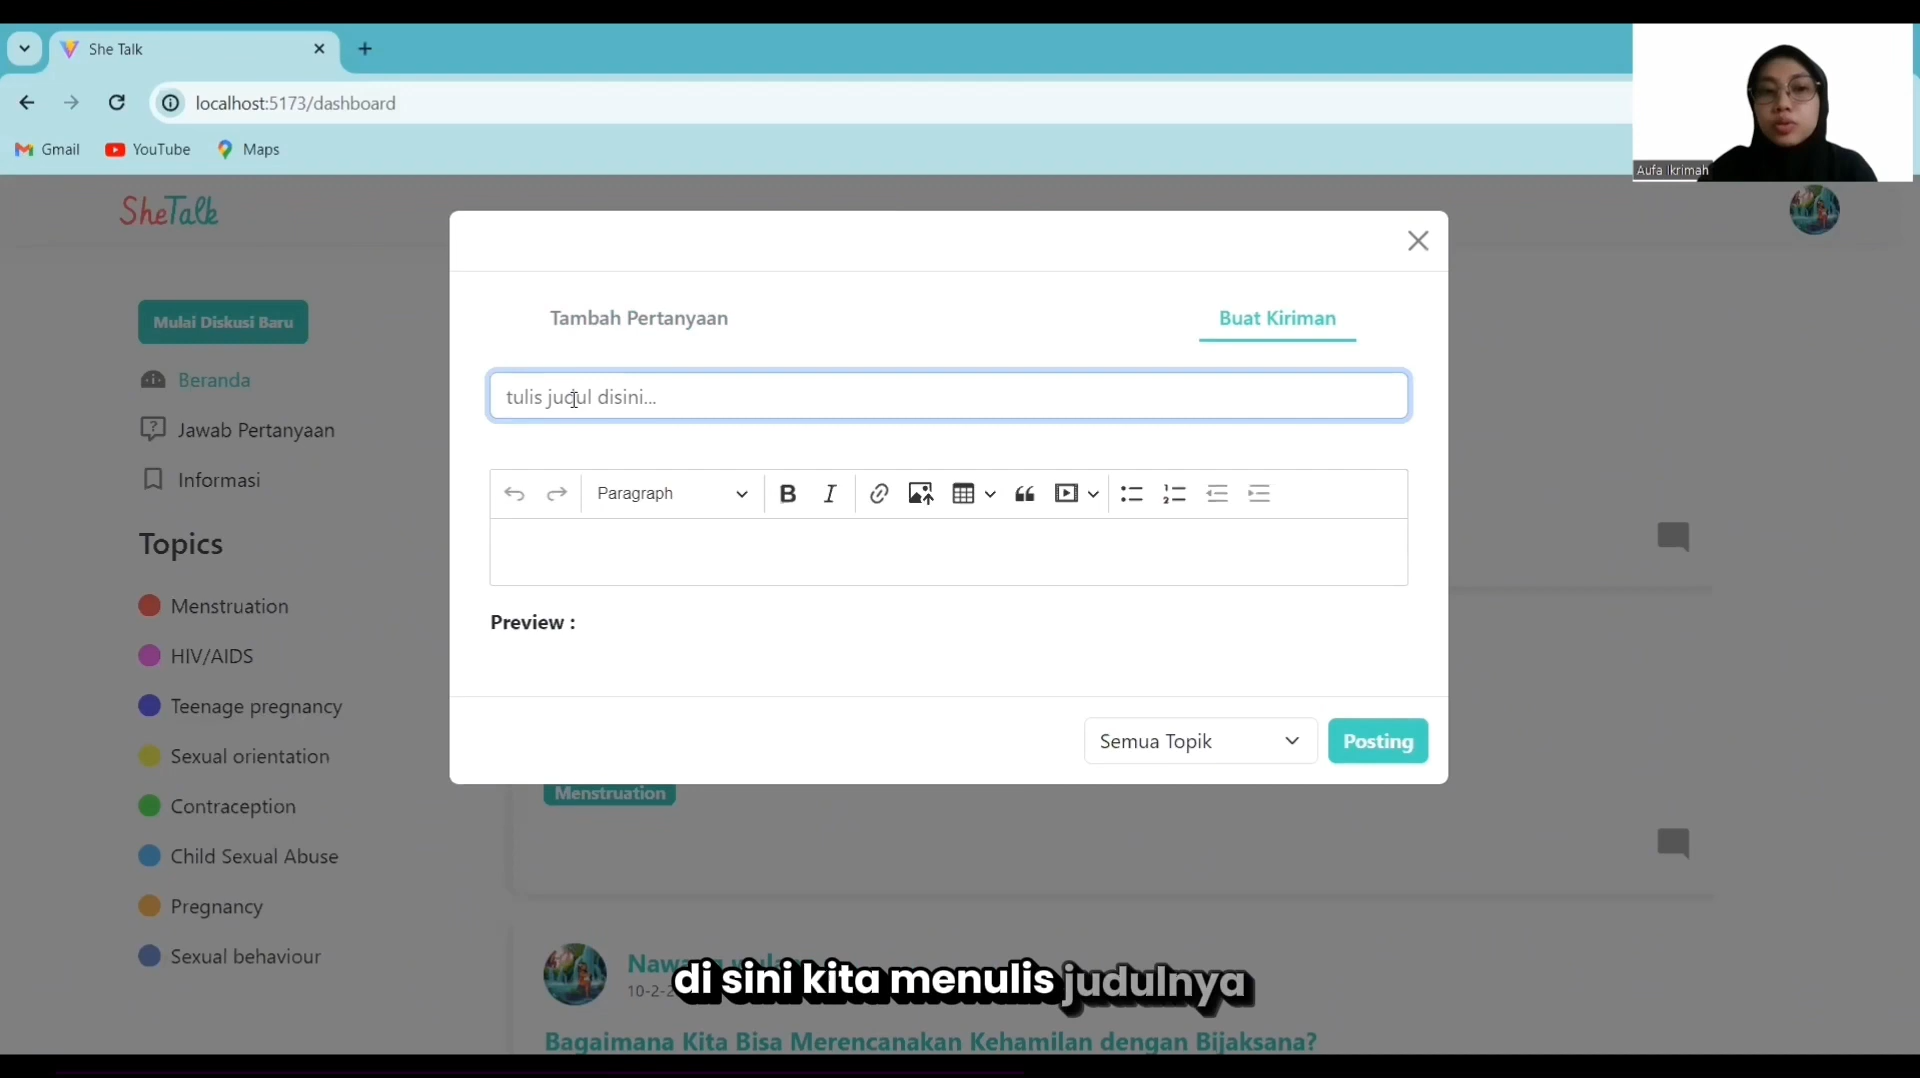 She Talk
localhost:5173/dashboard
Gmail
YouTube
Maps
Aufa Ikrimah
SheTalk
Mulai Diskusi Baru
Beranda
Jawab Pertanyaan
Informasi
Topics
Menstruation
HIV/AIDS
Teenage pregnancy
Sexual orientation
Contraception
Child Sexual Abuse
Pregnancy
Sexual behaviour
Tambah Pertanyaan
Buat Kiriman
tulis judul disini...
Paragraph
B I
Preview :
Semua Topik
Posting
Menstruation
10-2-2
di sini kita menulis judulnya
Bagaimana Kita Bisa Merencanakan Kehamilan dengan Bijaksana?